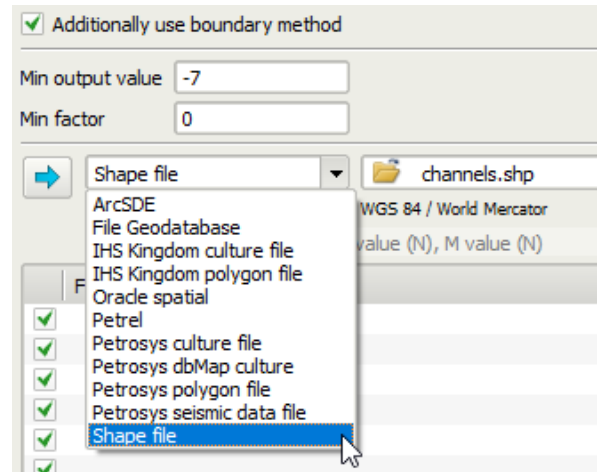 Additionally use boundary method
Min output value -7
Min factor 0
Shape file channels.shp
ArcSDE WGS 84 / World Mercator
File Geodatabase
IHS Kingdom culture file value (N), M value (N)
IHS Kingdom polygon file
Oracle spatial F
Petrel
Petrosys culture file
Petrosys dbMap culture
Petrosys polygon file
Petrosys seismic data file
Shape file